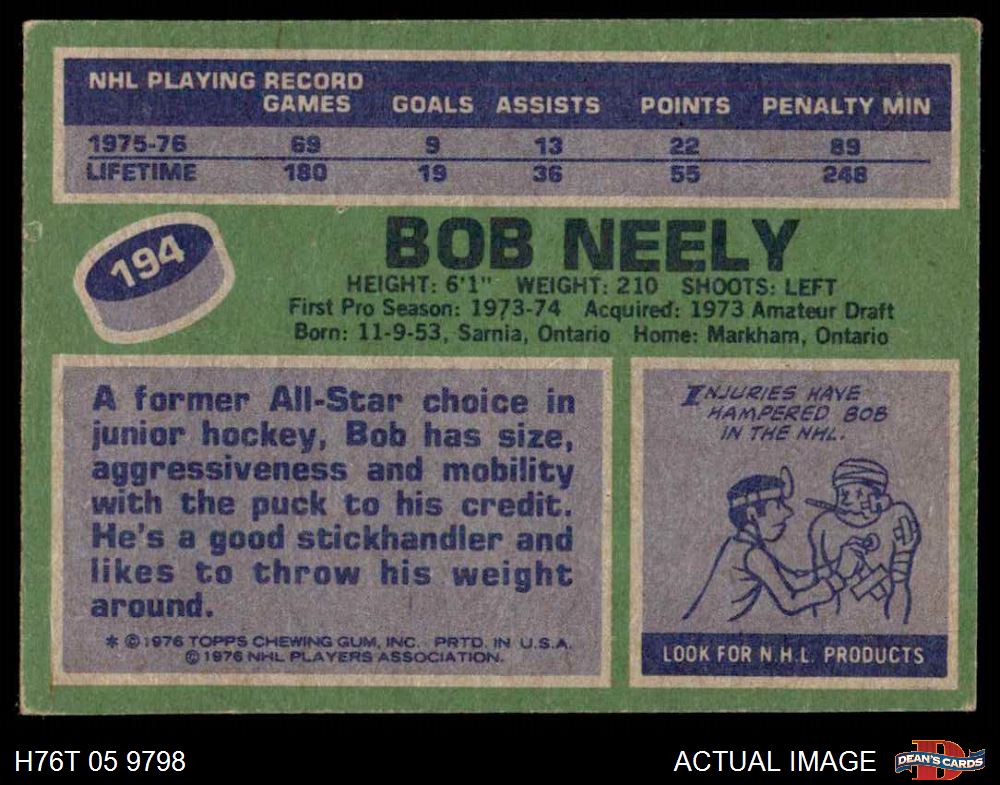 NHL PLAYING RECORD
GAMES GOALS ASSISTS POINTS PENALTY MIN
1975-76 69 9 13 22 89
LIFETIME 180 19 36 55 248
194
BOB NEELY
HEIGHT: 6'1" WEIGHT: 210 SHOOTS: LEFT
First Pro Season: 1973-74 Acquired: 1973 Amateur Draft
Born: 11-9-53, Sarnia, Ontario Home: Markham, Ontario
A former All-Star choice in
junior hockey, Bob has size,
aggressiveness and mobility
with the puck to his credit.
He's a good stickhandler and
likes to throw his weight
around.
* © 1976 TOPPS CHEWING GUM, INC. PRTD. IN U.S.A.
© 1976 NHL PLAYERS ASSOCIATION.
INJURIES HAVE
HAMPERED BOB
IN THE NHL.
LOOK FOR N.H.L. PRODUCTS
H76T 05 9798
ACTUAL IMAGE
D
DEAN'S CARDS